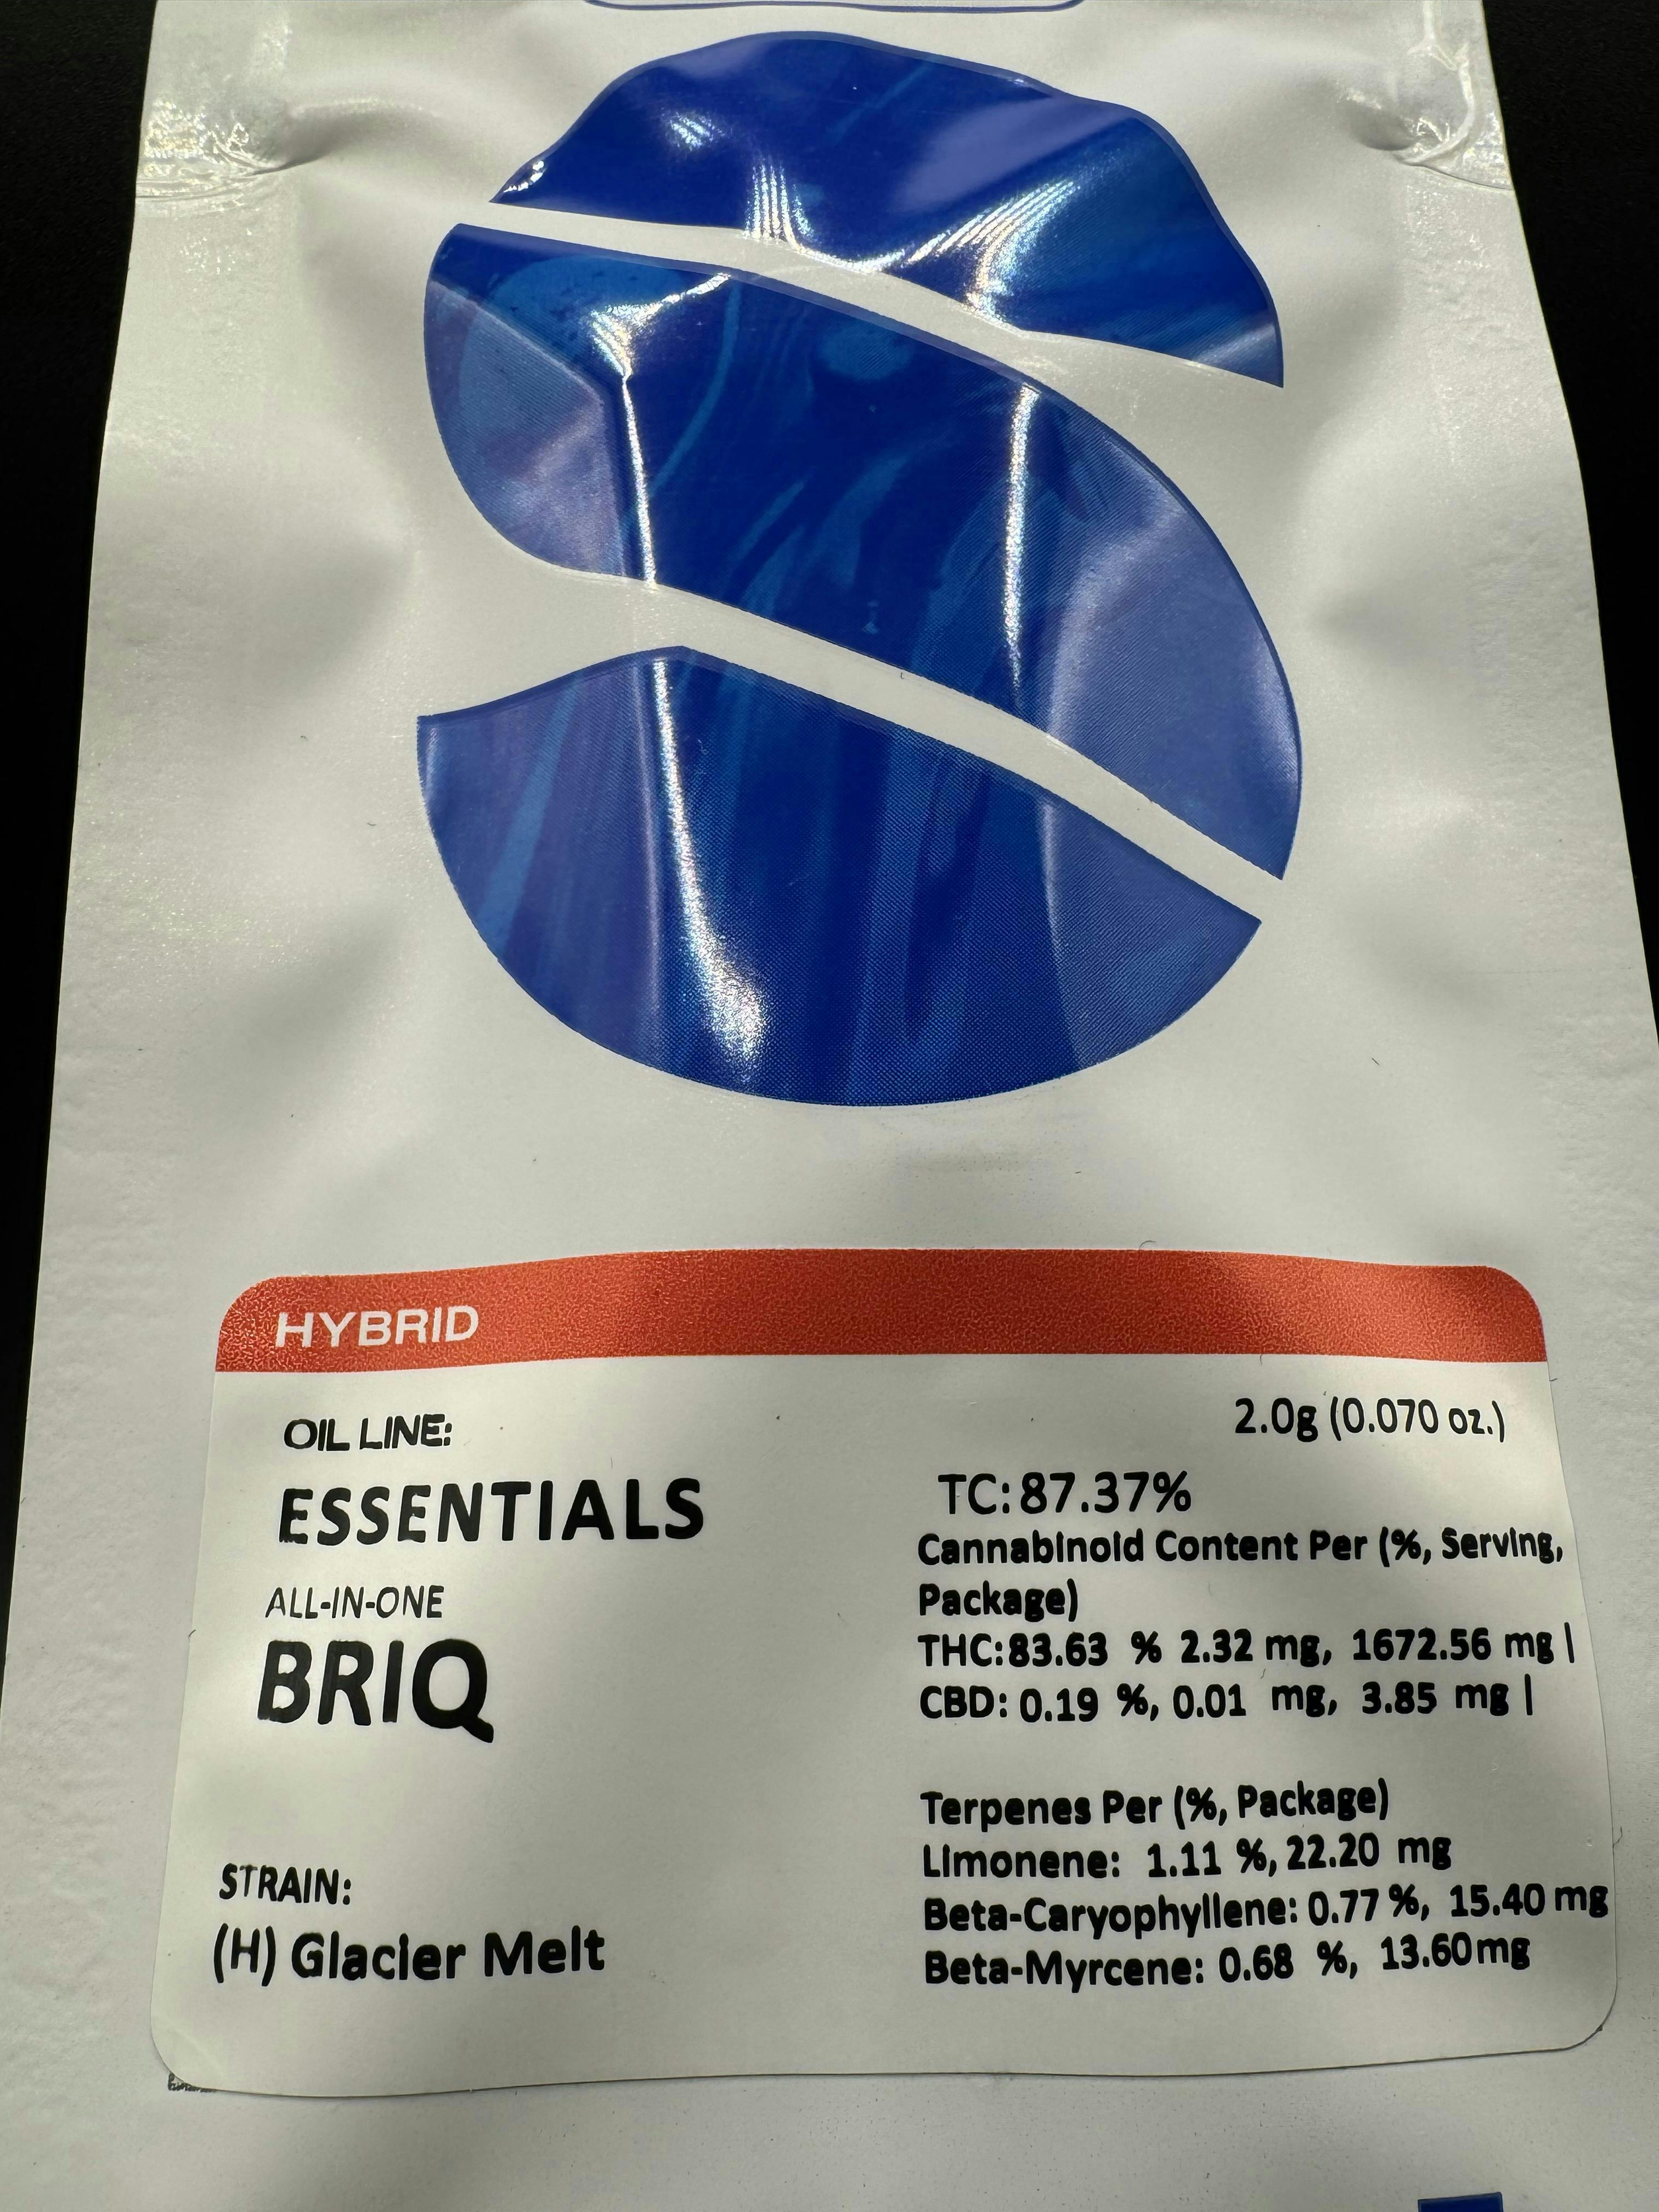 HYBRID
OIL LINE:
ESSENTIALS
ALL-IN-ONE
BRIQ
STRAIN:
(H) Glacier Melt
2.0g (0.070 oz.)
TC: 87.37%
Cannabinoid Content Per (%, Serving,
Package)
THC: 83.63 % 2.32 mg, 1672.56 mg |
CBD: 0.19 %, 0.01 mg, 3.85 mg |
Terpenes Per (%, Package)
Limonene: 1.11 %, 22.20 mg
Beta-Caryophyllene: 0.77 %, 15.40 mg
Beta-Myrcene: 0.68 %, 13.60 mg